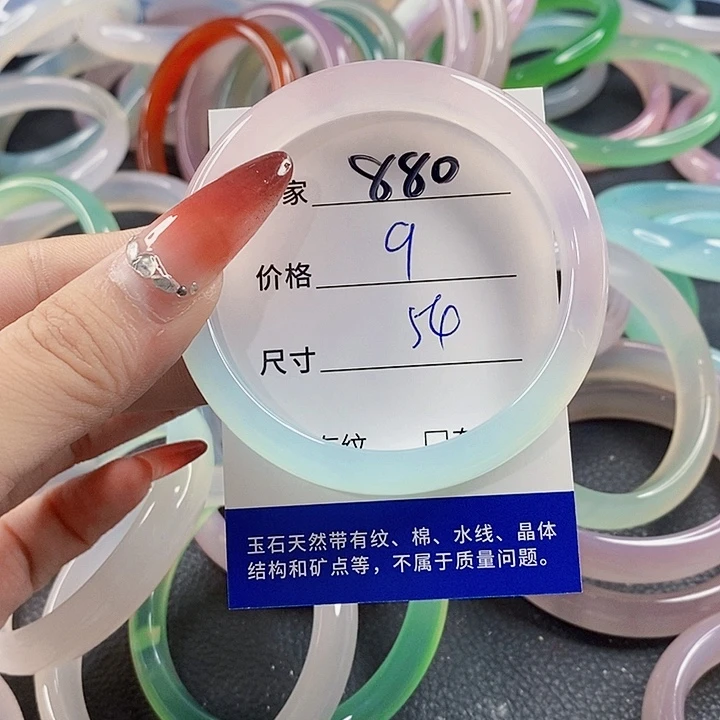 家 880
价格 9
尺寸 56
纹
玉石天然带有纹、棉、水线、晶体
结构和矿点等，不属于质量问题。